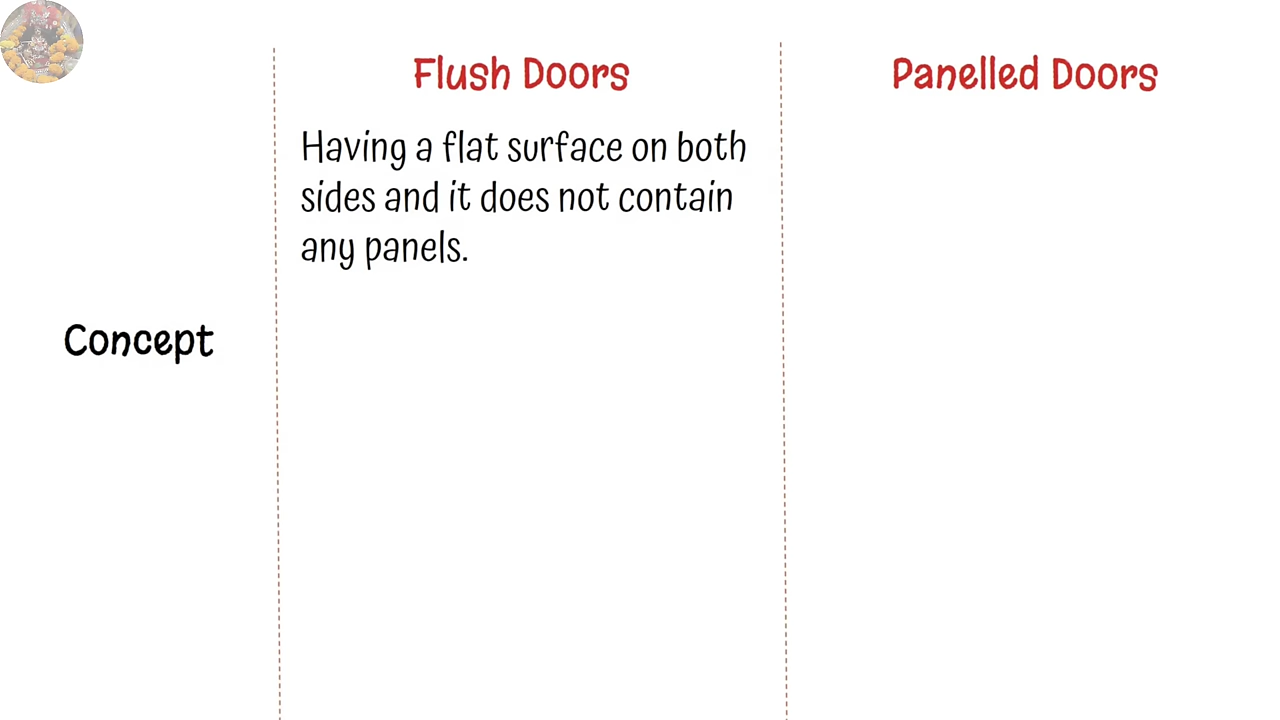 Flush Doors
Panelled Doors
Having a flat surface on both
sides and it does not contain
any panels.
Concept